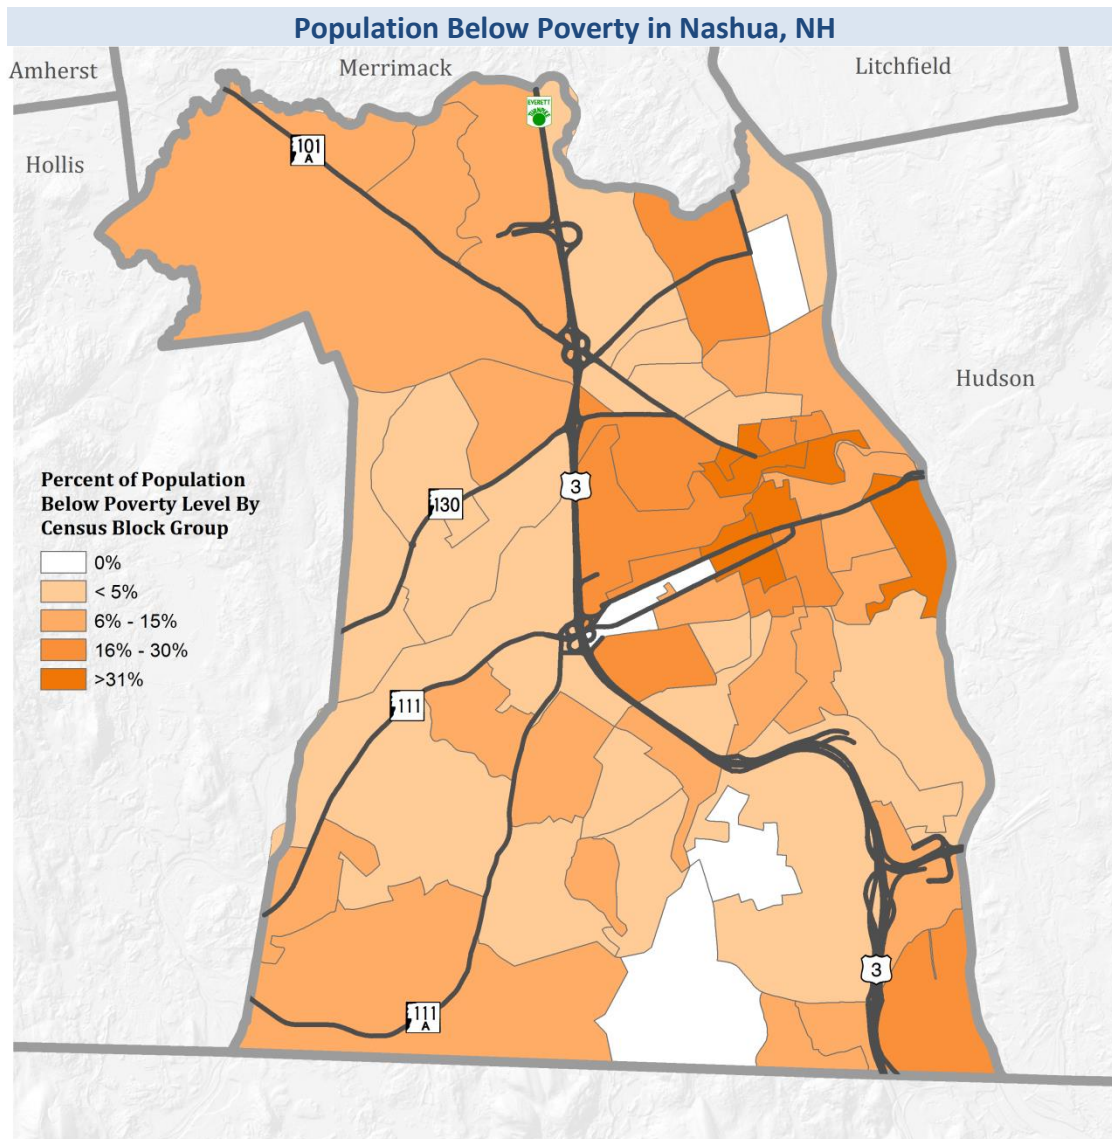 Population Below Poverty in Nashua, NH
Amherst
Merrimack
Litchfield
Hollis
EVERETT
TURNPIKE
101
A
Hudson
Percent of Population
Below Poverty Level By
Census Block Group
0%
< 5%
6% - 15%
16% - 30%
>31%
3
130
111
3
111
A